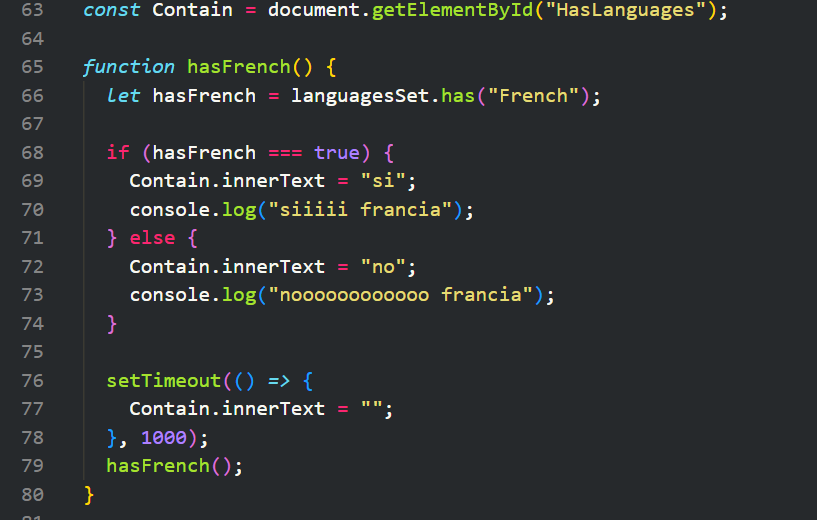 63 const Contain = document.getElementById("HasLanguages");
64
65 function hasFrench() {
66 let hasFrench = languagesSet.has("French");
67
68 if (hasFrench === true) {
69 Contain.innerText = "si";
70 console.log("siiiii francia");
71 } else {
72 Contain.innerText = "no";
73 console.log("noooooooooooo francia");
74 }
75
76 setTimeout(() => {
77 Contain.innerText = "";
78 }, 1000);
79 hasFrench();
80 }
81